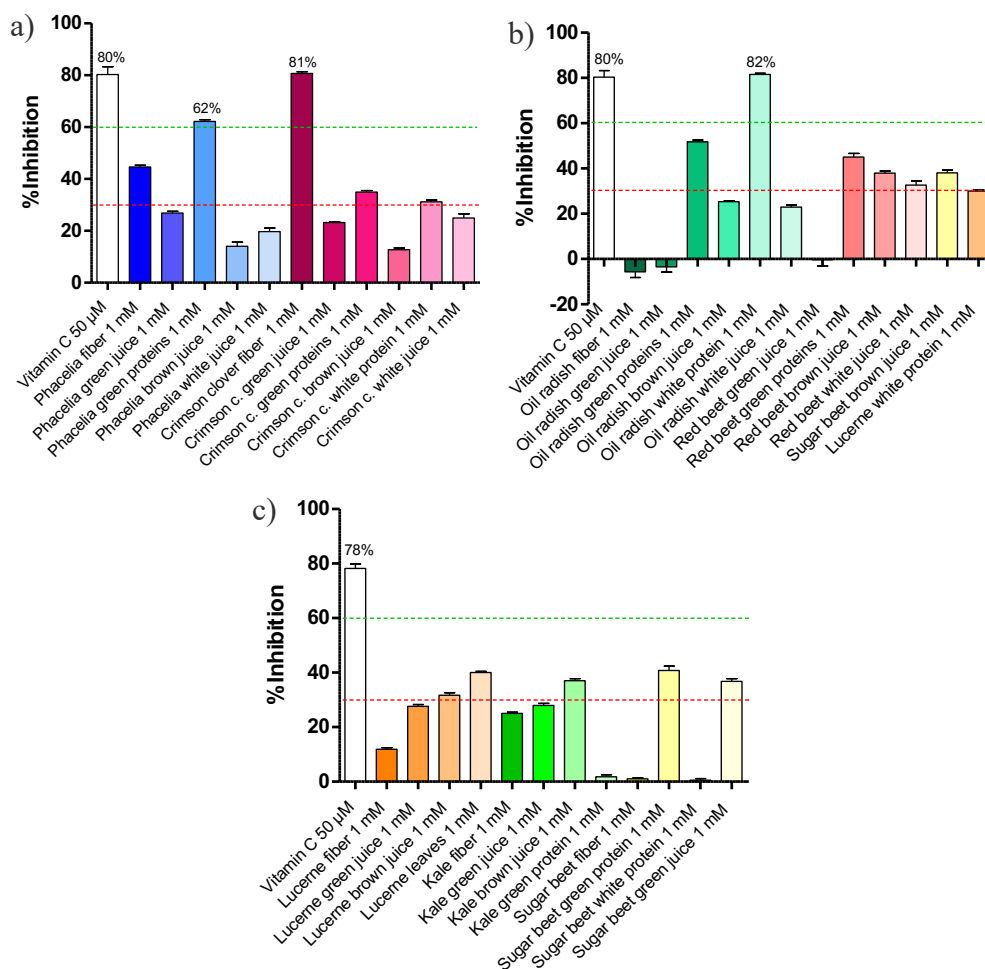 a)
%Inhibition
100
80
60
40
20
0
80%
62%
81%
Vitamin C 50 µM
Phacelia fiber 1 mM
Phacelia green juice 1 mM
Phacelia green proteins 1 mM
Phacelia brown juice 1 mM
Phacelia white juice 1 mM
Crimson clover fiber 1 mM
Crimson c. green juice 1 mM
Crimson c. green proteins 1 mM
Crimson c. brown juice 1 mM
Crimson c. white protein 1 mM
Crimson c. white juice 1 mM
b)
%Inhibition
100
80
60
40
20
0
-20
80%
82%
Vitamin C 50 µM
Oil radish fiber 1 mM
Oil radish green juice 1 mM
Oil radish green proteins 1 mM
Oil radish brown juice 1 mM
Oil radish white protein 1 mM
Oil radish white juice 1 mM
Red beet green juice 1 mM
Red beet green proteins 1 mM
Red beet brown juice 1 mM
Red beet white juice 1 mM
Sugar beet brown juice 1 mM
Lucerne white protein 1 mM
c)
%Inhibition
100
80
60
40
20
0
78%
Vitamin C 50 µM
Lucerne fiber 1 mM
Lucerne green juice 1 mM
Lucerne brown juice 1 mM
Lucerne leaves 1 mM
Kale fiber 1 mM
Kale green juice 1 mM
Kale brown juice 1 mM
Kale green protein 1 mM
Sugar beet fiber 1 mM
Sugar beet green protein 1 mM
Sugar beet white protein 1 mM
Sugar beet green juice 1 mM